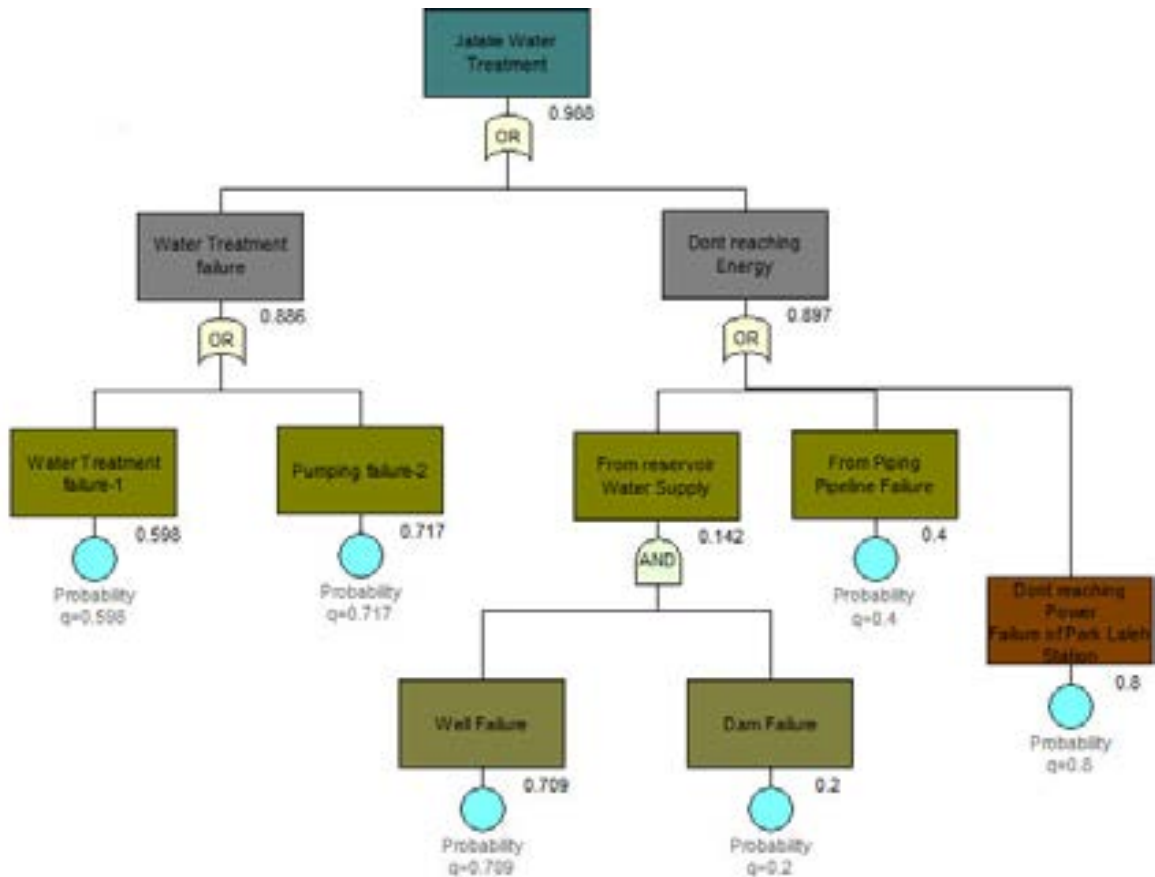 Jalalie Water
Treatment
0.988
OR
Water Treatment
failure
0.886
OR
Dont reaching
Energy
0.897
OR
Water Treatment
failure-1
0.598
Probability
q=0.598
Pumping failure-2
0.717
Probability
q=0.717
From reservoir
Water Supply
0.142
AND
From Piping
Pipeline Failure
0.4
Probability
q=0.4
Dont reaching
Power
Failure of Park Laleh
Station
0.8
Probability
q=0.8
Well Failure
0.709
Probability
q=0.709
Dam Failure
0.2
Probability
q=0.2